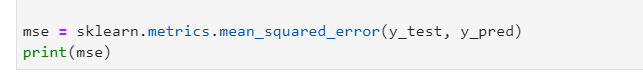 mse = sklearn.metrics.mean_squared_error(y_test, y_pred)
print(mse)